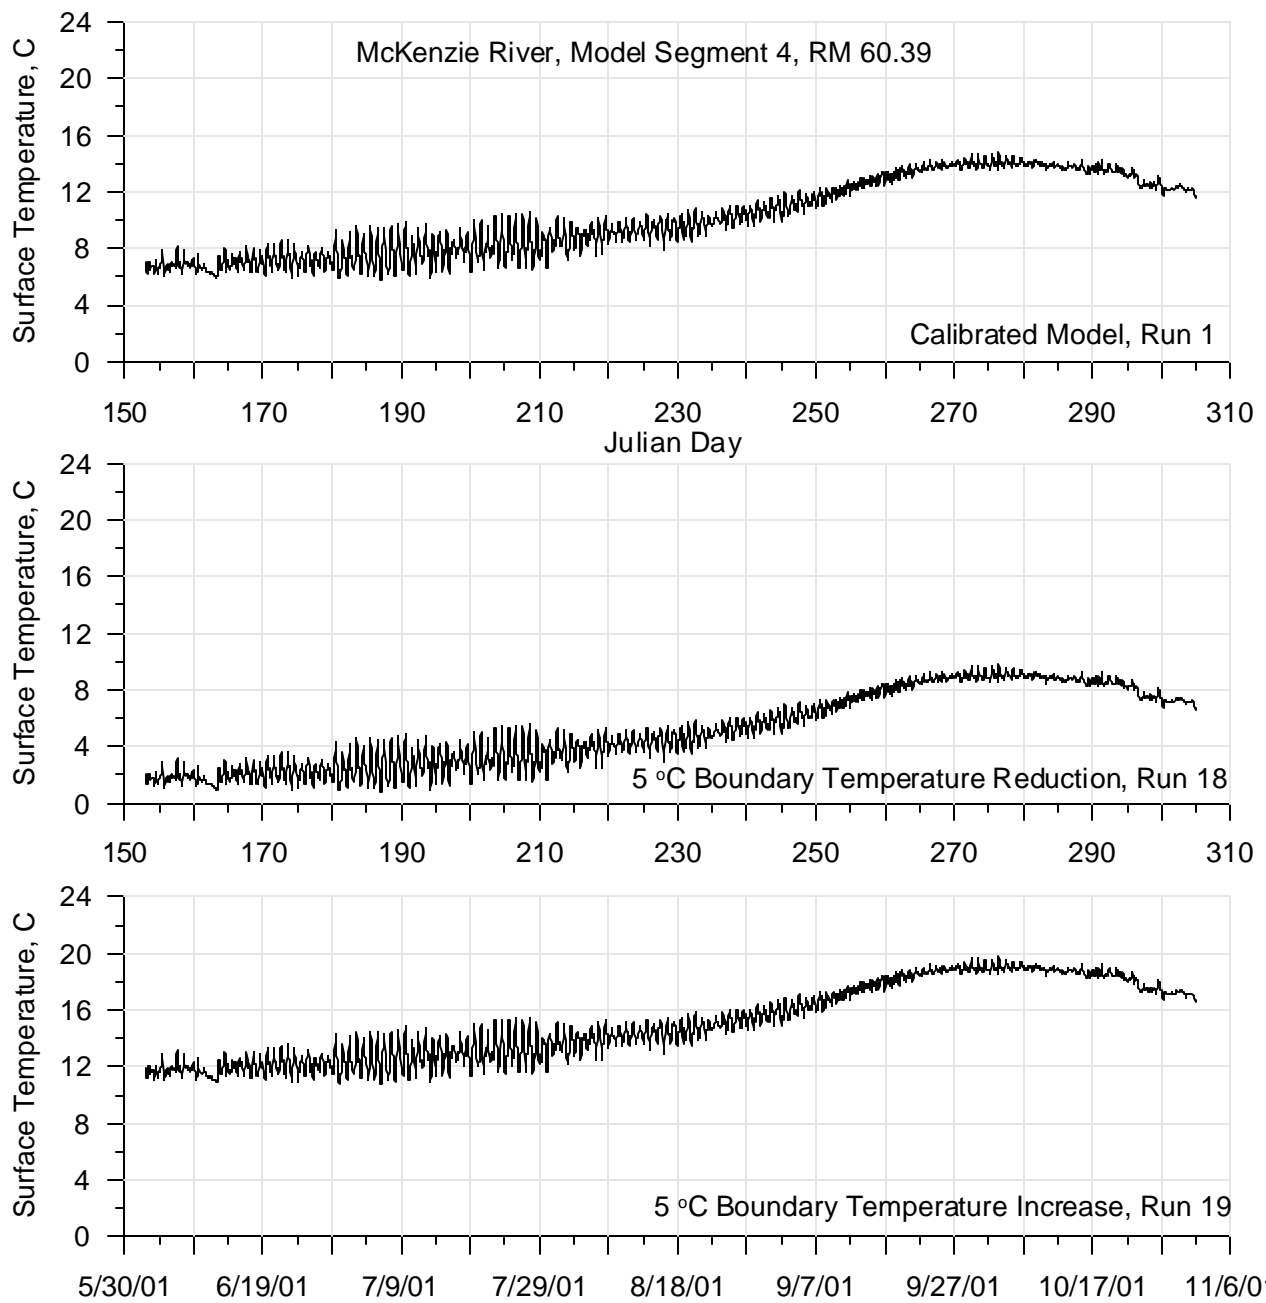 24
McKenzie River, Model Segment 4, RM 60.39
20
16
12
8
4
0
Surface Temperature, C
Calibrated Model, Run 1
150 170 190 210 230 250 270 290 310
Julian Day
24
20
16
12
8
4
0
Surface Temperature, C
5 °C Boundary Temperature Reduction, Run 18
150 170 190 210 230 250 270 290 310
24
20
16
12
8
4
0
Surface Temperature, C
5 °C Boundary Temperature Increase, Run 19
5/30/01 6/19/01 7/9/01 7/29/01 8/18/01 9/7/01 9/27/01 10/17/01 11/6/0